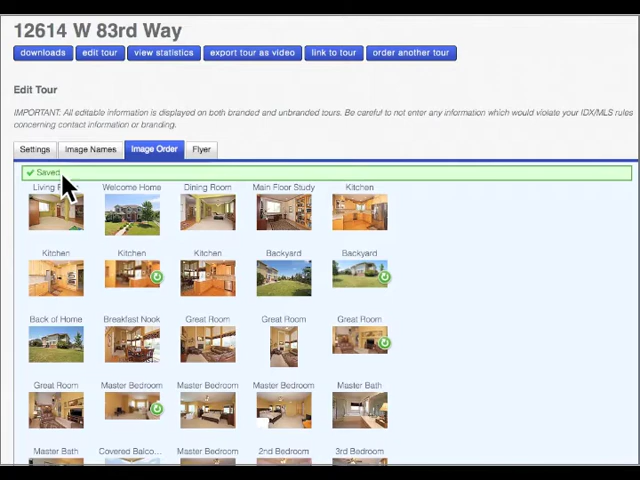 12614 W 83rd Way
downloads edit tour view statistics export tour as video link to tour order another tour
Edit Tour
IMPORTANT: All editable information is displayed on both branded and unbranded tours. Be careful to not enter any information which would violate your IDX/MLS rules
concerning contact information or branding.
Settings Image Names Image Order Flyer
Saved
Living Welcome Home Dining Room Main Floor Study Kitchen
Kitchen Kitchen Kitchen Backyard Backyard
Back of Home Breakfast Nook Great Room Great Room Great Room
Great Room Master Bedroom Master Bedroom Master Bedroom Master Bath
Master Bath Covered Balco... Master Bedroom 2nd Bedroom 3rd Bedroom